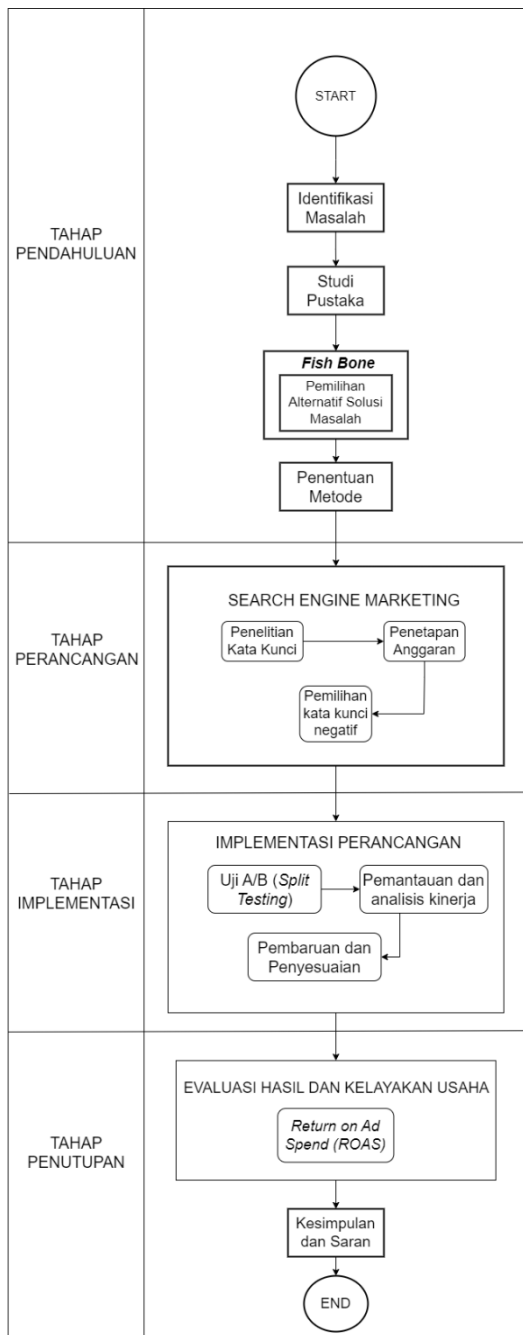 START
TAHAP
PENDAHULUAN
Identifikasi
Masalah
Studi
Pustaka
Fish Bone
Pemilihan
Alternatif Solusi
Masalah
Penentuan
Metode
TAHAP
PERANCANGAN
SEARCH ENGINE MARKETING
Penelitian
Kata Kunci
Penetapan
Anggaran
Pemilihan
kata kunci
negatif
TAHAP
IMPLEMENTASI
IMPLEMENTASI PERANCANGAN
Uji A/B (Split
Testing)
Pemantauan dan
analisis kinerja
Pembaruan dan
Penyesuaian
TAHAP
PENUTUPAN
EVALUASI HASIL DAN KELAYAKAN USAHA
Return on Ad
Spend (ROAS)
Kesimpulan
dan Saran
END